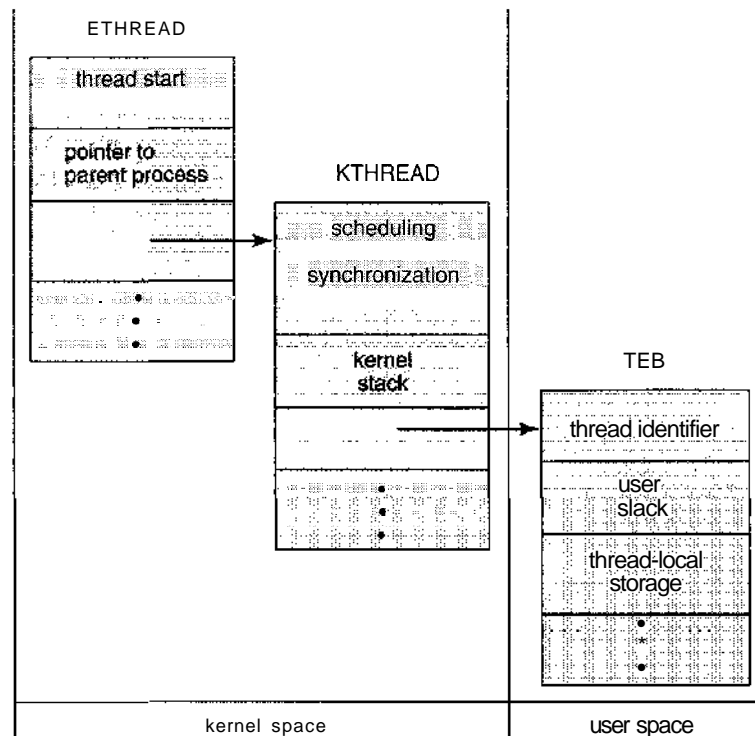 ETHREAD
thread start
pointer to
parent process
KTHREAD
scheduling
synchronization
kernel
stack
TEB
thread identifier
user
slack
thread-local
storage
kernel space
user space